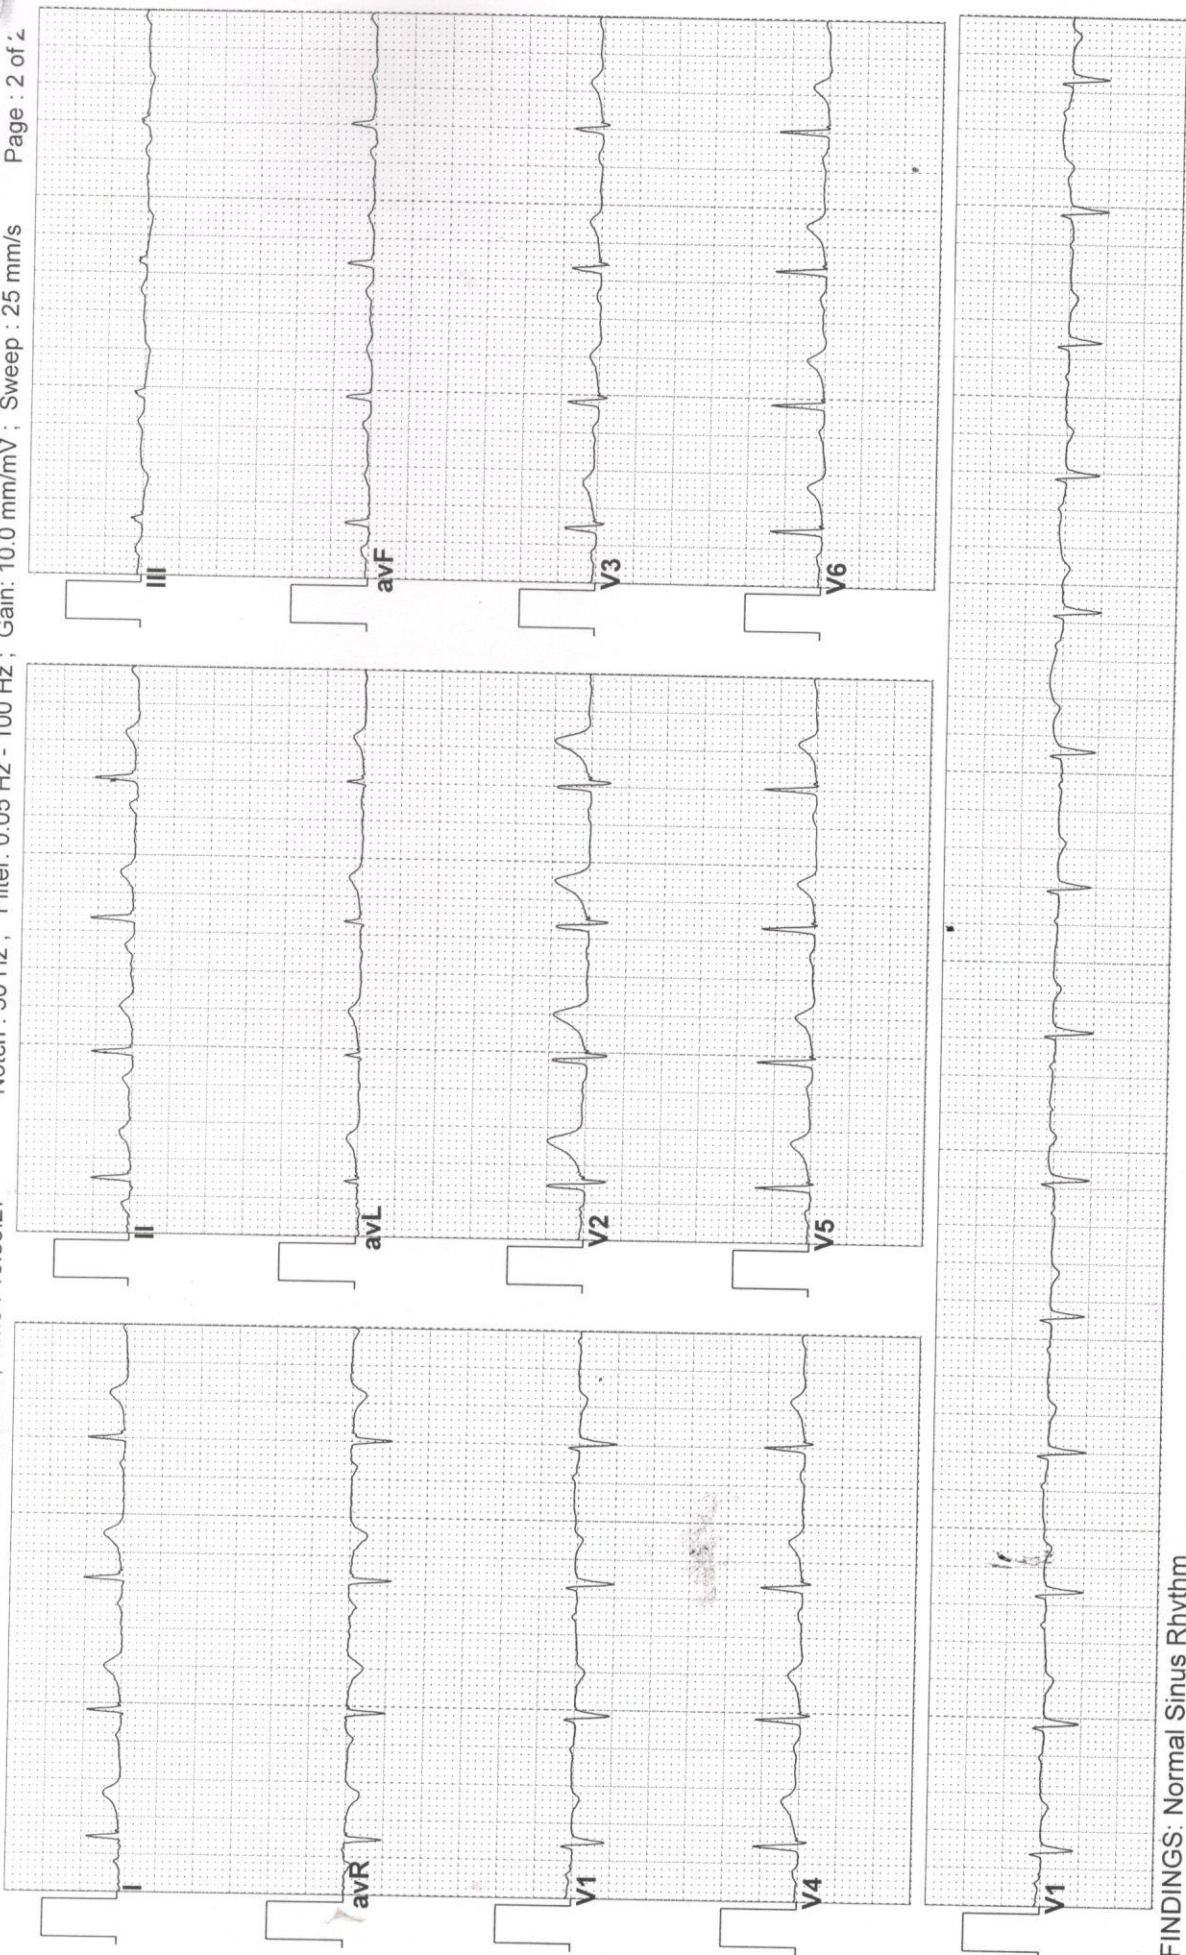 Notch : 50 Hz ; Filter: 0.05 Hz - 100 Hz ; Gain: 10.0 mm/mV ; Sweep : 25 mm/s Page : 2 of 2
I II III
avR avL avF
V1 V2 V3
V4 V5 V6
V1
FINDINGS: Normal Sinus Rhythm